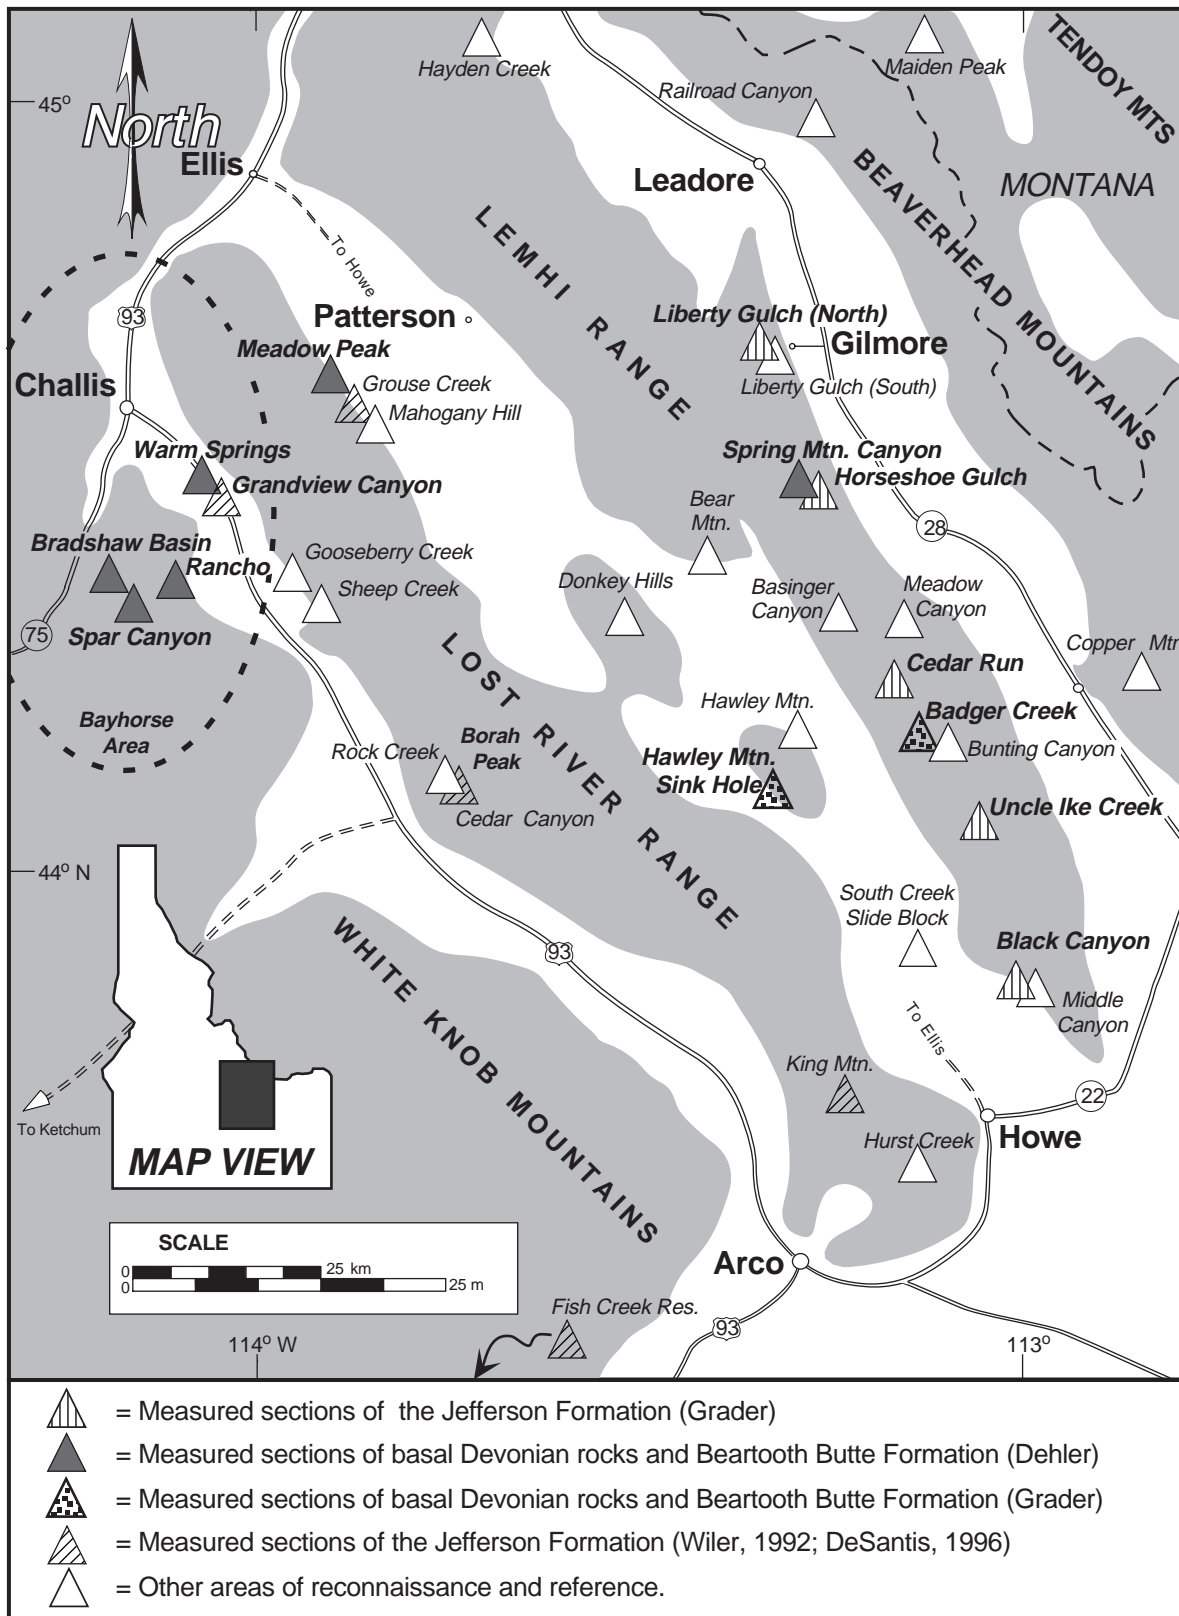 Hayden Creek
Maiden Peak
TENDOY MTS
45o
North
Railroad Canyon
Ellis
Leadore
BEAVERHEAD MOUNTAINS
MONTANA
LEMHI RANGE
To Howe
93
Patterson
Liberty Gulch (North)
Meadow Peak
Gilmore
Challis
Grouse Creek
Liberty Gulch (South)
Mahogany Hill
Warm Springs
Spring Mtn. Canyon
Grandview Canyon
Horseshoe Gulch
Bear
Mtn.
28
Bradshaw Basin
Rancho
Gooseberry Creek
Donkey Hills
Sheep Creek
Basinger
Canyon
Meadow
Canyon
75
Spar Canyon
LOST RIVER RANGE
Copper Mtn
Cedar Run
Bayhorse
Area
Hawley Mtn.
Badger Creek
Rock Creek
Borah
Peak
Bunting Canyon
Hawley Mtn.
Sink Hole
Cedar Canyon
Uncle Ike Creek
44o N
South Creek
Slide Block
WHITE KNOB MOUNTAINS
93
Black Canyon
Middle
Canyon
To Ellis
King Mtn.
22
To Ketchum
MAP VIEW
Howe
Hurst Creek
SCALE
0 25 km
0 25 m
Arco
Fish Creek Res.
93
114o W
113o
= Measured sections of the Jefferson Formation (Grader)
= Measured sections of basal Devonian rocks and Beartooth Butte Formation (Dehler)
= Measured sections of basal Devonian rocks and Beartooth Butte Formation (Grader)
= Measured sections of the Jefferson Formation (Wiler, 1992; DeSantis, 1996)
= Other areas of reconnaissance and reference.